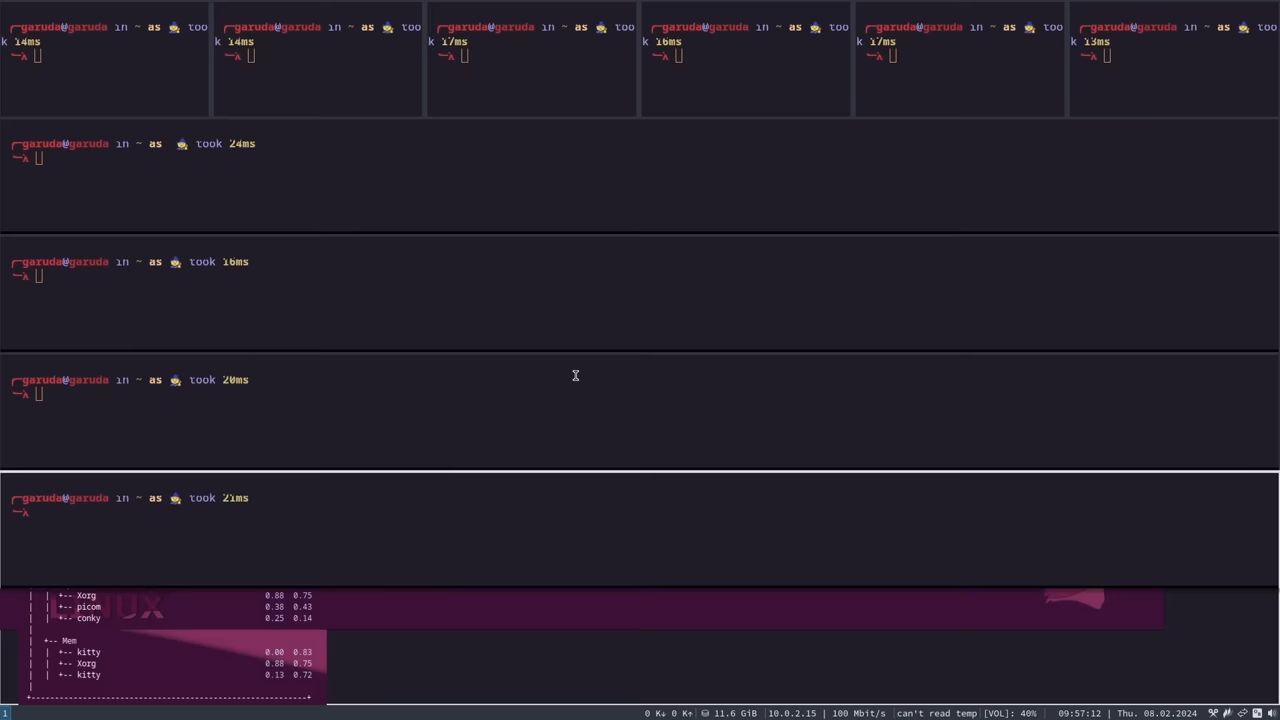 ╭─garuda@garuda in ~ as 🧙 too
k 14ms
╰─λ
╭─garuda@garuda in ~ as 🧙 too
k 14ms
╰─λ
╭─garuda@garuda in ~ as 🧙 too
k 17ms
╰─λ
╭─garuda@garuda in ~ as 🧙 too
k 16ms
╰─λ
╭─garuda@garuda in ~ as 🧙 too
k 17ms
╰─λ
╭─garuda@garuda in ~ as 🧙 too
k 13ms
╰─λ
╭─garuda@garuda in ~ as 🧙 took 24ms
╰─λ
╭─garuda@garuda in ~ as 🧙 took 16ms
╰─λ
╭─garuda@garuda in ~ as 🧙 took 20ms
╰─λ
╭─garuda@garuda in ~ as 🧙 took 21ms
╰─λ
| | +-- Xorg 0.88 0.75
| | +-- picom 0.38 0.43
| | +-- conky 0.25 0.14
|
| +-- Mem
| | +-- kitty 0.00 0.83
| | +-- Xorg 0.88 0.75
| | +-- kitty 0.13 0.72
|
+--------------------------------------------------------+
LINUX
1 0 K↓ 0 K↑ 11.6 GiB | 10.0.2.15 | 100 Mbit/s | can't read temp | [VOL]: 40% | 09:57:12 | Thu. 08.02.2024